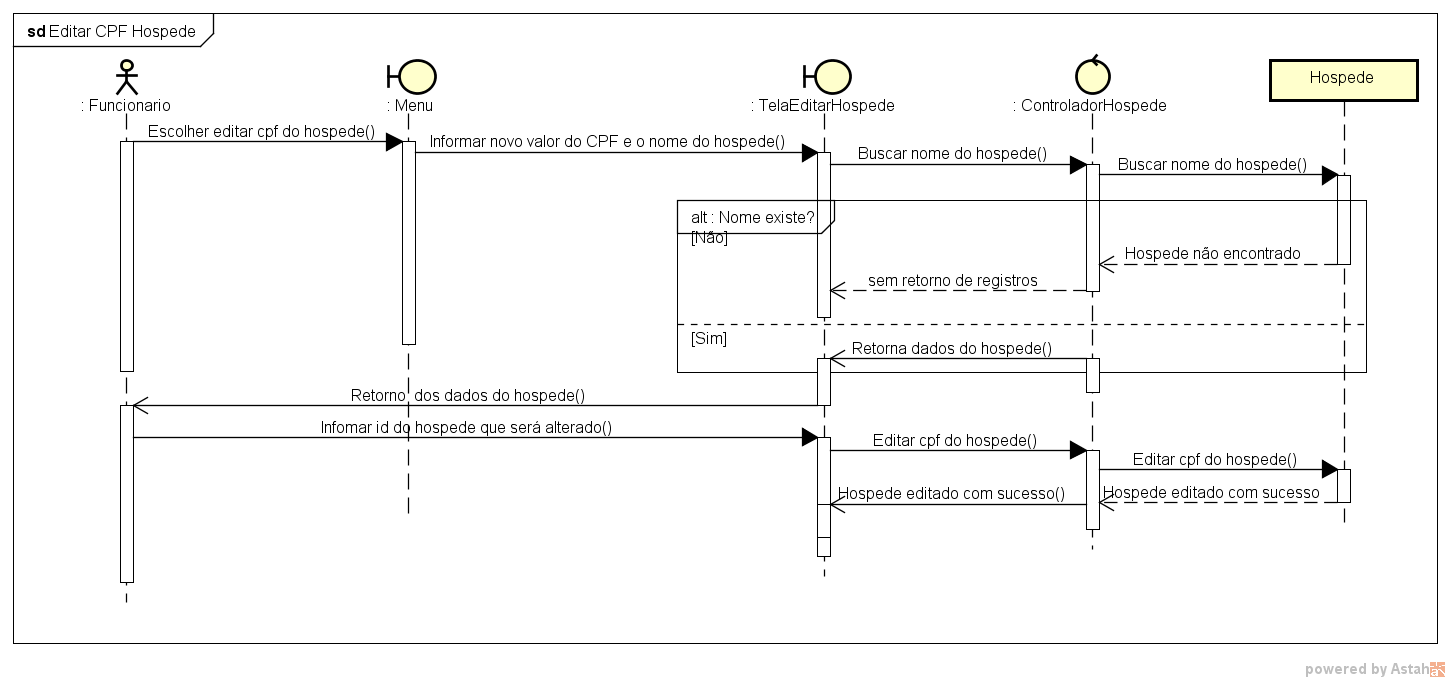 sd Editar CPF Hospede
: Funcionario
: Menu
: TelaEditarHospede
: ControladorHospede
Hospede
Escolher editar cpf do hospede()
Informar novo valor do CPF e o nome do hospede()
Buscar nome do hospede()
Buscar nome do hospede()
alt : Nome existe?
[Não]
Hospede não encontrado
sem retorno de registros
[Sim]
Retorna dados do hospede()
Retorno dos dados do hospede()
Infomar id do hospede que será alterado()
Editar cpf do hospede()
Editar cpf do hospede()
Hospede editado com sucesso()
Hospede editado com sucesso
powered by Astah